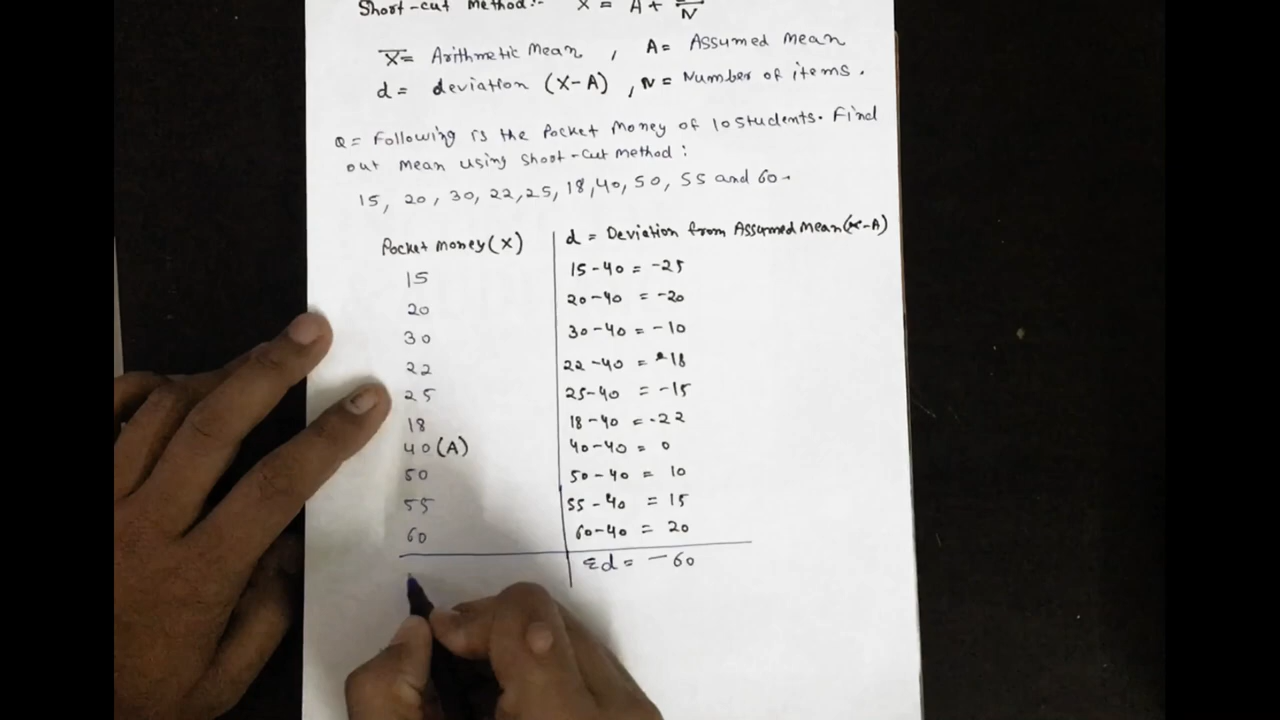 Shoot-cut Method:- X = A + N
X̄ = Arithmetic Mean, A = Assumed Mean
d = deviation (X-A), N = Number of items.
Q = Following is the Pocket Money of 10 students. Find
out mean using Shoot-cut Method:
15, 20, 30, 22, 25, 18, 40, 50, 55 and 60.
Pocket money (X) d = Deviation from Assumed Mean (x-A)
15 15-40 = -25
20 20-40 = -20
30 30-40 = -10
22 22-40 = -18
25 25-40 = -15
18 18-40 = -22
40 (A) 40-40 = 0
50 50-40 = 10
55 55-40 = 15
60 60-40 = 20
Σd = -60